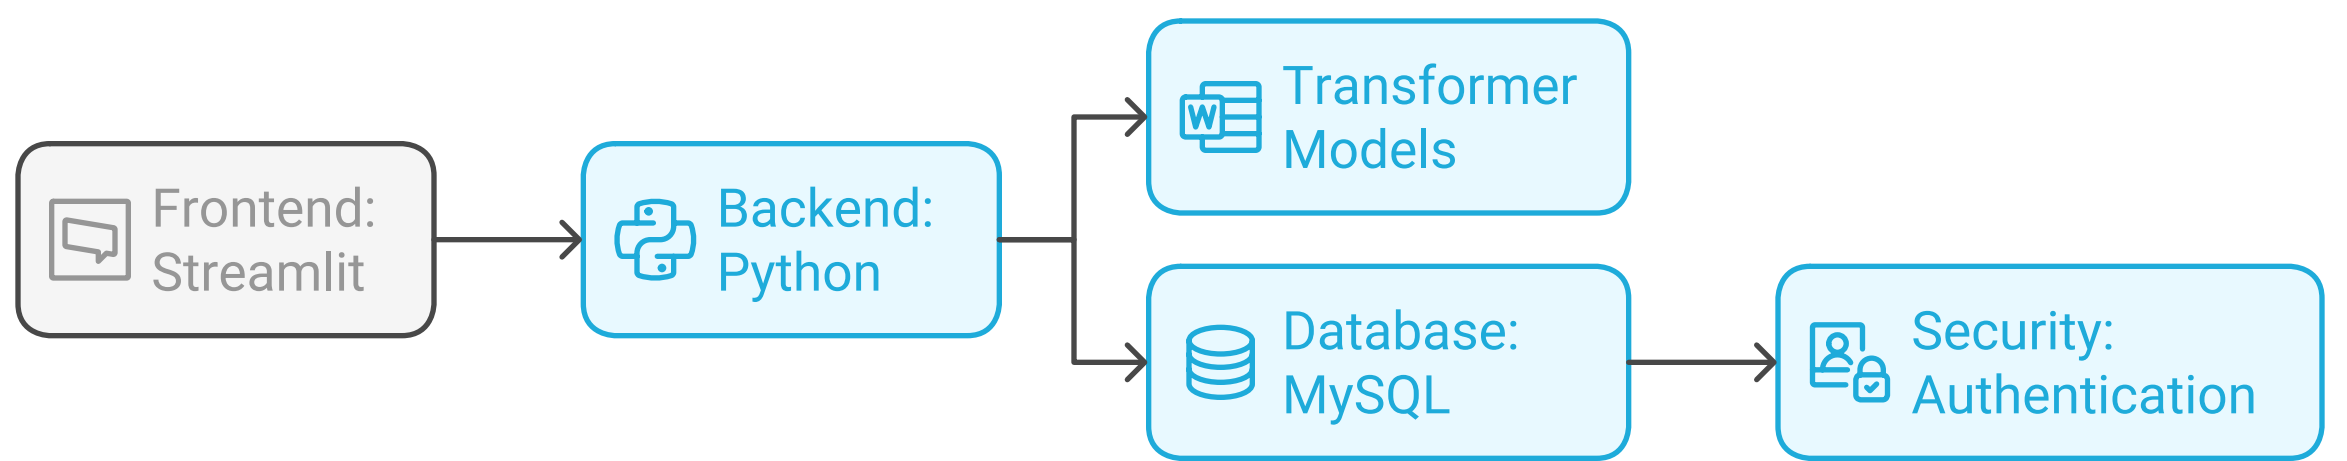 Frontend:
Streamlit
Backend:
Python
W
Transformer
Models
Database:
MySQL
Security:
Authentication